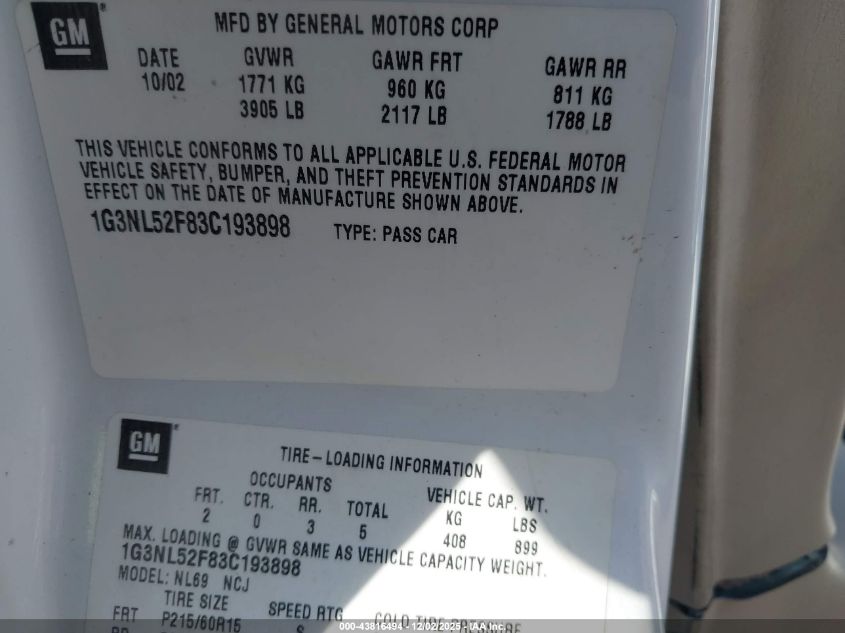 GM
MFD BY GENERAL MOTORS CORP
DATE GVWR GAWR FRT GAWR RR
10/02 1771 KG 960 KG 811 KG
3905 LB 2117 LB 1788 LB
THIS VEHICLE CONFORMS TO ALL APPLICABLE U.S. FEDERAL MOTOR
VEHICLE SAFETY, BUMPER, AND THEFT PREVENTION STANDARDS IN
EFFECT ON THE DATE OF MANUFACTURE SHOWN ABOVE.
1G3NL52F83C193898 TYPE: PASS CAR
GM
TIRE-LOADING INFORMATION
OCCUPANTS VEHICLE CAP. WT.
FRT. CTR. RR. TOTAL KG LBS
2 0 3 5 408 899
MAX. LOADING @ GVWR SAME AS VEHICLE CAPACITY WEIGHT.
1G3NL52F83C193898
MODEL: NL69 NCJ
TIRE SIZE SPEED RTG COLD TIRE PRESSURE
FRT P215/60R15 S
#00-43816494 - 12/02/2025 - IAA Inc.